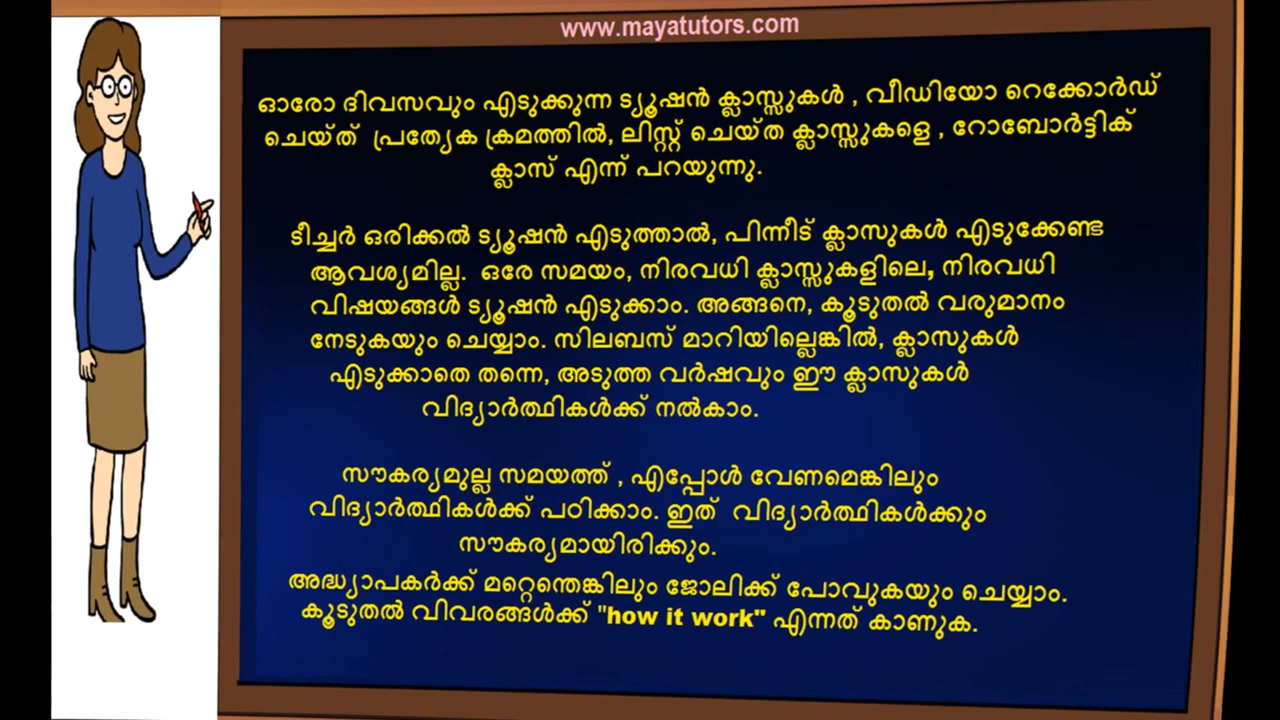 www.mayatutors.com
ഓരോ ദിവസവും എടുക്കുന്ന ട്യൂഷൻ ക്ലാസ്സുകൾ , വീഡിയോ റെക്കോർഡ്
ചെയ്ത് പ്രത്യേക ക്രമത്തിൽ, ലിസ്റ്റ് ചെയ്ത ക്ലാസ്സുകളെ , റോബോർട്ടിക്
ക്ലാസ് എന്ന് പറയുന്നു.
ടീച്ചർ ഒരിക്കൽ ട്യൂഷൻ എടുത്താൽ, പിന്നീട് ക്ലാസുകൾ എടുക്കേണ്ട
ആവശ്യമില്ല. ഒരേ സമയം, നിരവധി ക്ലാസ്സുകളിലെ, നിരവധി
വിഷയങ്ങൾ ട്യൂഷൻ എടുക്കാം. അങ്ങനെ, കൂടുതൽ വരുമാനം
നേടുകയും ചെയ്യാം. സിലബസ് മാറിയില്ലെങ്കിൽ, ക്ലാസുകൾ
എടുക്കാതെ തന്നെ, അടുത്ത വർഷവും ഈ ക്ലാസുകൾ
വിദ്യാർത്ഥികൾക്ക് നൽകാം.
സൗകര്യമുല്ല സമയത്ത് , എപ്പോൾ വേണമെങ്കിലും
വിദ്യാർത്ഥികൾക്ക് പഠിക്കാം. ഇത് വിദ്യാർത്ഥികൾക്കും
സൗകര്യമായിരിക്കും.
അദ്ധ്യാപകർക്ക് മറ്റെന്തെങ്കിലും ജോലിക്ക് പോവുകയും ചെയ്യാം.
കൂടുതൽ വിവരങ്ങൾക്ക് "how it work" എന്നത് കാണുക.